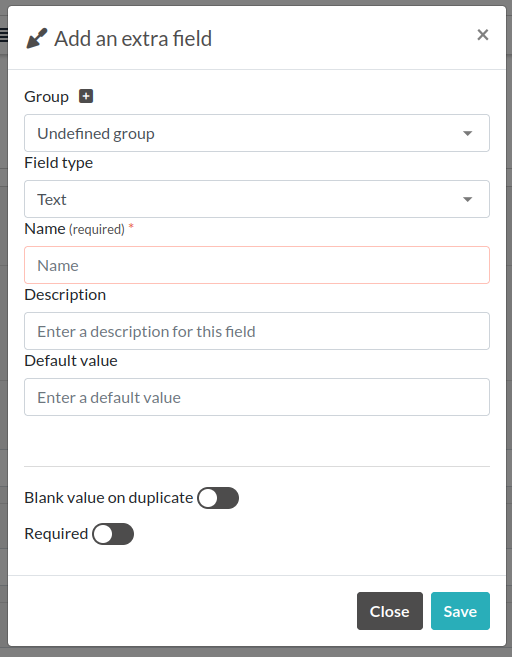 Add an extra field
×
Group
Undefined group
Field type
Text
Name (required) *
Name
Description
Enter a description for this field
Default value
Enter a default value
Blank value on duplicate
Required
Close Save